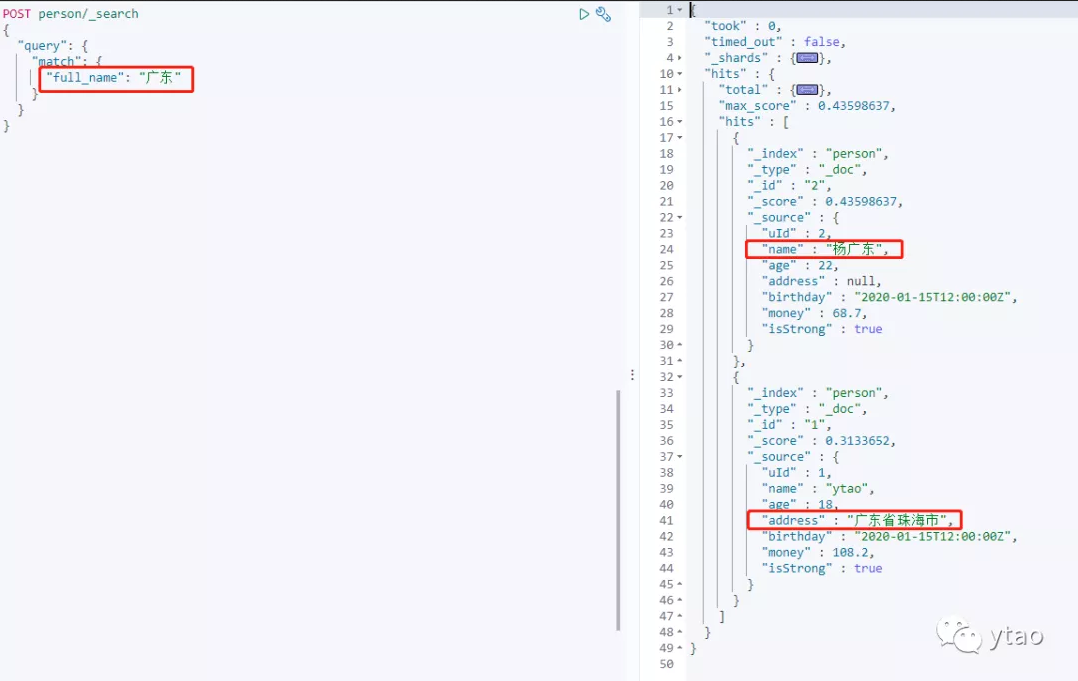 POST person/_search
{
"query": {
"match": {
"full_name": "广东"
}
}
}
1 {
2 "took" : 0,
3 "timed_out" : false,
4 "_shards" : {},
10 "hits" : {
11 "total" : {},
15 "max_score" : 0.43598637,
16 "hits" : [
17 {
18 "_index" : "person",
19 "_type" : "_doc",
20 "_id" : "2",
21 "_score" : 0.43598637,
22 "_source" : {
23 "uId" : 2,
24 "name" : "杨广东",
25 "age" : 22,
26 "address" : null,
27 "birthday" : "2020-01-15T12:00:00Z",
28 "money" : 68.7,
29 "isStrong" : true
30 }
31 },
32 {
33 "_index" : "person",
34 "_type" : "_doc",
35 "_id" : "1",
36 "_score" : 0.3133652,
37 "_source" : {
38 "uId" : 1,
39 "name" : "ytao",
40 "age" : 18,
41 "address" : "广东省珠海市",
42 "birthday" : "2020-01-15T12:00:00Z",
43 "money" : 108.2,
44 "isStrong" : true
45 }
46 }
47 ]
48 }
49 }
50
ytao